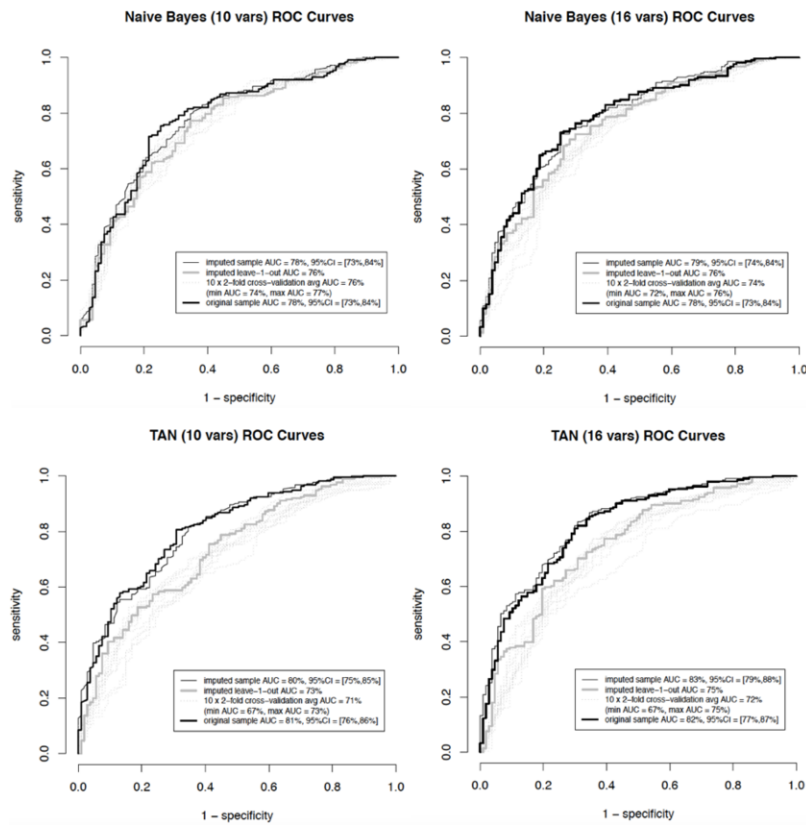 Naive Bayes (10 vars) ROC Curves
sensitivity
0.0 0.2 0.4 0.6 0.8 1.0
imputed sample AUC = 78%, 95%CI = [73%,84%]
imputed leave−1−out AUC = 76%
10 x 2−fold cross−validation avg AUC = 76%
(min AUC = 74%, max AUC = 77%)
original sample AUC = 78%, 95%CI = [73%,84%]
0.0 0.2 0.4 0.6 0.8 1.0
1 − specificity
Naive Bayes (16 vars) ROC Curves
sensitivity
0.0 0.2 0.4 0.6 0.8 1.0
imputed sample AUC = 79%, 95%CI = [74%,84%]
imputed leave−1−out AUC = 76%
10 x 2−fold cross−validation avg AUC = 74%
(min AUC = 72%, max AUC = 76%)
original sample AUC = 78%, 95%CI = [73%,84%]
0.0 0.2 0.4 0.6 0.8 1.0
1 − specificity
TAN (10 vars) ROC Curves
sensitivity
0.0 0.2 0.4 0.6 0.8 1.0
imputed sample AUC = 80%, 95%CI = [75%,85%]
imputed leave−1−out AUC = 73%
10 x 2−fold cross−validation avg AUC = 71%
(min AUC = 67%, max AUC = 73%)
original sample AUC = 81%, 95%CI = [76%,86%]
0.0 0.2 0.4 0.6 0.8 1.0
1 − specificity
TAN (16 vars) ROC Curves
sensitivity
0.0 0.2 0.4 0.6 0.8 1.0
imputed sample AUC = 83%, 95%CI = [79%,88%]
imputed leave−1−out AUC = 75%
10 x 2−fold cross−validation avg AUC = 72%
(min AUC = 67%, max AUC = 75%)
original sample AUC = 82%, 95%CI = [77%,87%]
0.0 0.2 0.4 0.6 0.8 1.0
1 − specificity